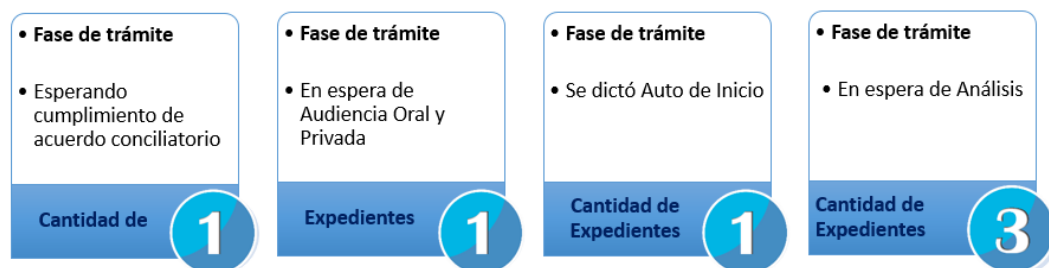 • Fase de trámite
• Esperando
cumplimiento de
acuerdo conciliatorio
Cantidad de
1
• Fase de trámite
• En espera de
Audiencia Oral y
Privada
Expedientes
1
• Fase de trámite
• Se dictó Auto de Inicio
Cantidad de
Expedientes
1
• Fase de trámite
• En espera de Análisis
Cantidad de
Expedientes
3